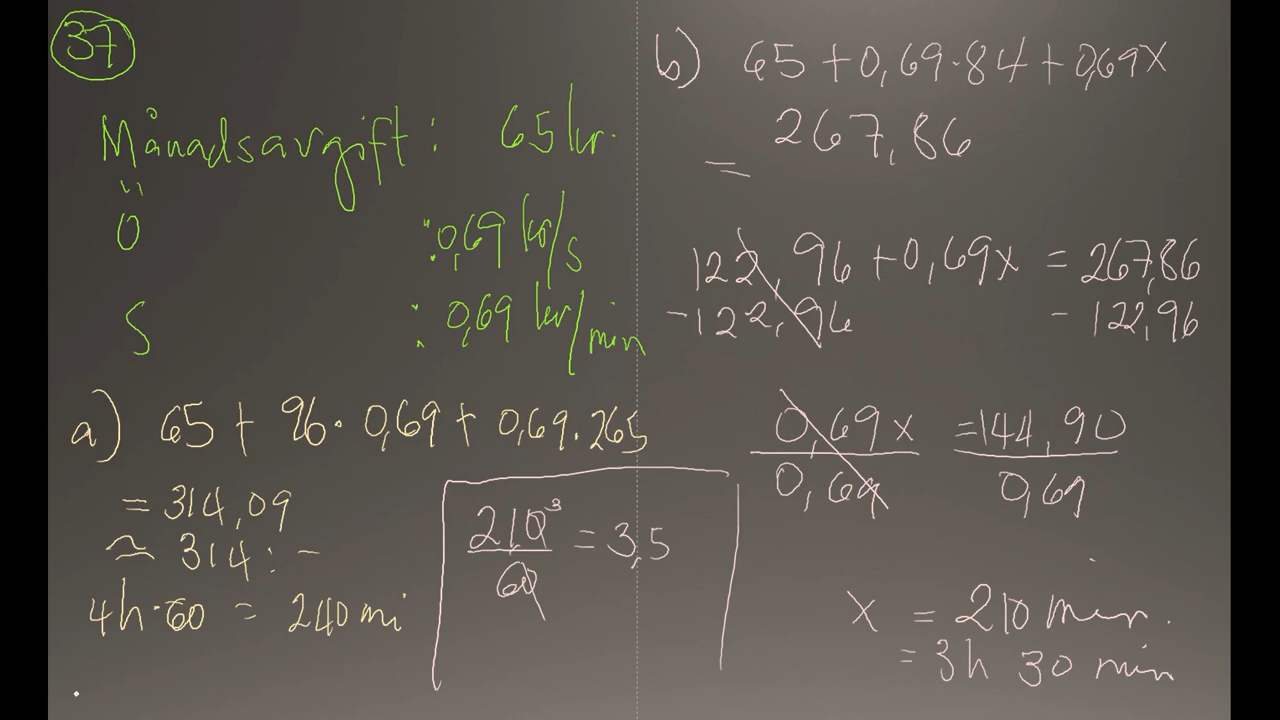 37
Månadsavgift: 65 kr.
Ö : 0,69 kr/s
S : 0,69 kr/min
a) 65 + 96 · 0,69 + 0,69 · 265
= 314,09
≈ 314:-
4h·60 = 240 mi
210 / 60 = 3,5
3
b) 65 + 0,69·84 + 0,69x
= 267,86
122,96 + 0,69x = 267,86
-122,96 - 122,96
0,69x = 144,90
0,69 0,69
x = 210 min.
= 3h 30 min